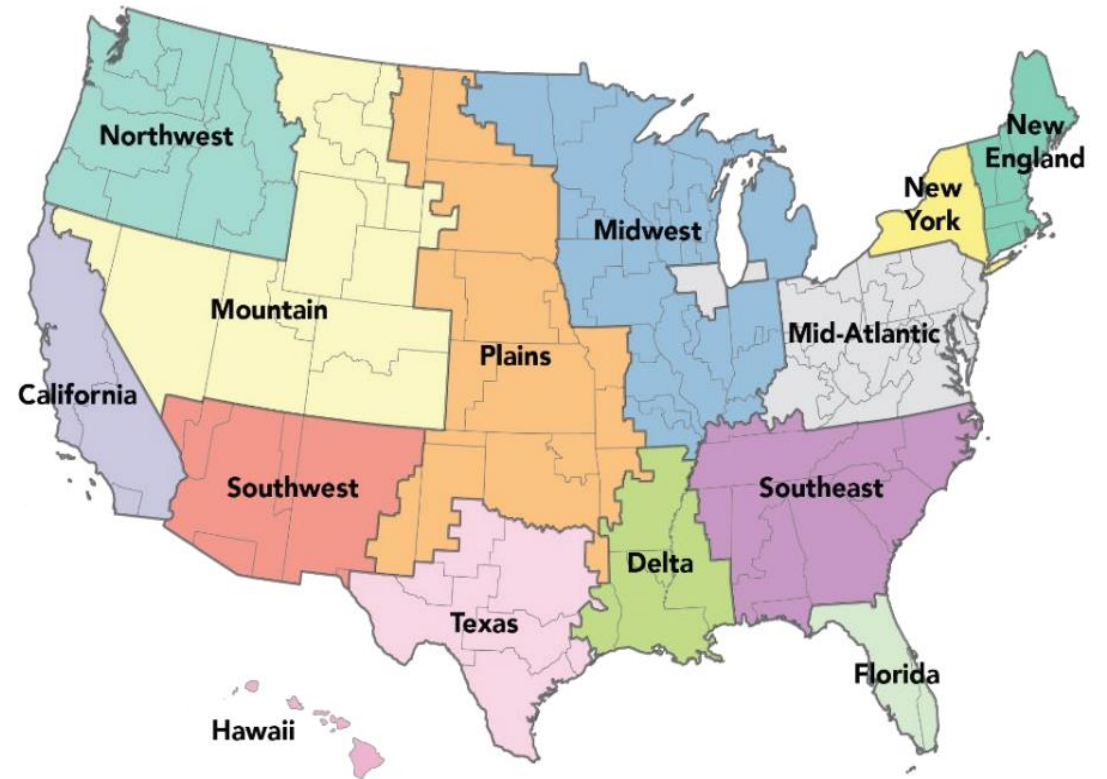 Northwest
New
England
New
York
Midwest
Mountain
Mid-Atlantic
Plains
California
Southwest
Southeast
Delta
Texas
Florida
Hawaii